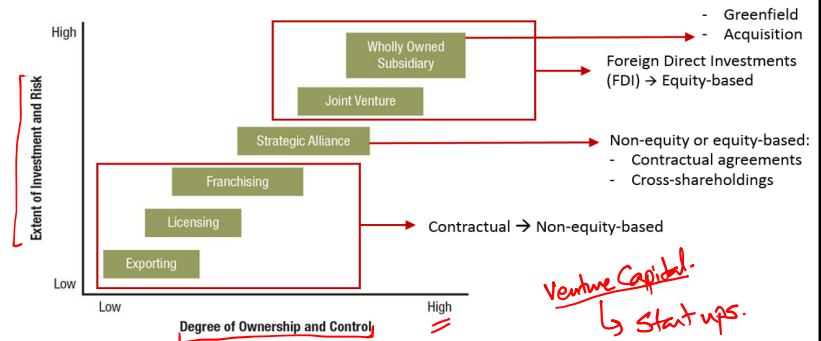 High
Wholly Owned
Subsidiary
- Greenfield
- Acquisition
Foreign Direct Investments
(FDI) → Equity-based
Joint Venture
Strategic Alliance
Non-equity or equity-based:
- Contractual agreements
- Cross-shareholdings
Franchising
Licensing
Contractual → Non-equity-based
Exporting
Extent of Investment and Risk
Low
Low
High
Degree of Ownership and Control
Venture Capital.
↳ Start ups.